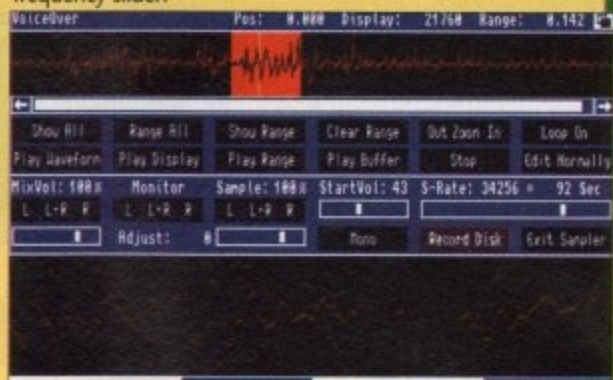 frequency slider.
VoiceOver Pos: 0.000 Display: 21760 Range: 0.142
Show All Range All Show Range Clear Range Out Zoom In Loop On
Play Waveform Play Display Play Range Play Buffer Stop Edit Normally
MixVol: 100% Monitor Sample: 100% StartVol: 43 S-Rate: 34256 = 92 Sec
L L+R R L L+R R L L+R R
Adjust: 0 Mono Record Disk Exit Sampler